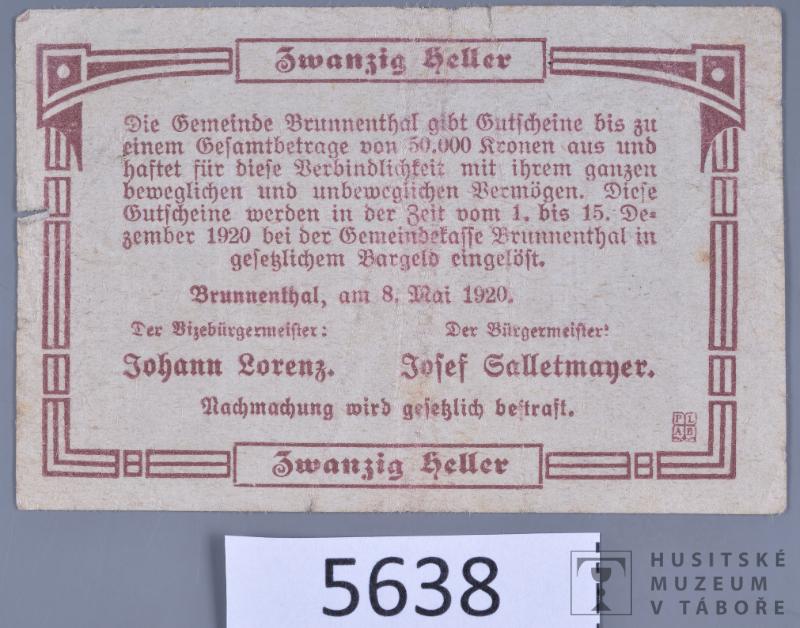 Zwanzig Heller
Die Gemeinde Brunnenthal gibt Gutscheine bis zu
einem Gesamtbetrage von 50.000 Kronen aus und
haftet für diese Verbindlichkeit mit ihrem ganzen
beweglichen und unbeweglichen Vermögen. Diese
Gutscheine werden in der Zeit vom 1. bis 15. De=
zember 1920 bei der Gemeindekasse Brunnenthal in
gesetzlichem Bargeld eingelöst.
Brunnenthal, am 8. Mai 1920.
Der Vizebürgermeister: Der Bürgermeister:
Johann Lorenz. Josef Salletmayer.
Nachmachung wird gesetzlich bestraft.
PL
AB
Zwanzig Heller
5638
HUSITSKÉ
MUZEUM
V TÁBOŘE